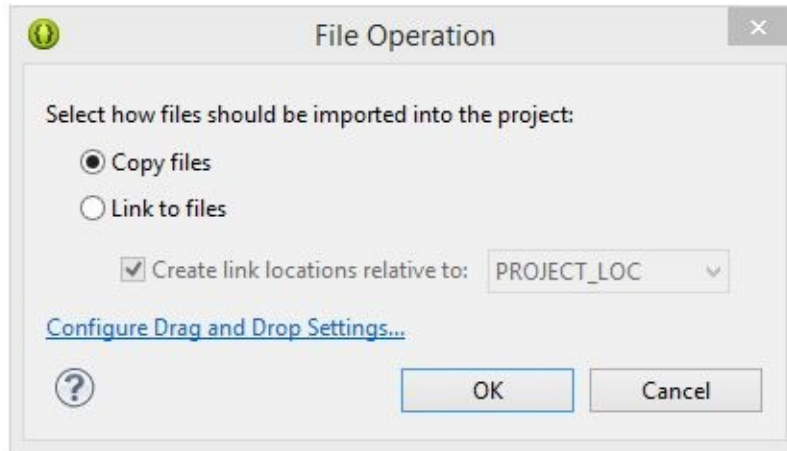 File Operation
Select how files should be imported into the project:
Copy files
Link to files
Create link locations relative to: PROJECT_LOC
Configure Drag and Drop Settings...
OK Cancel